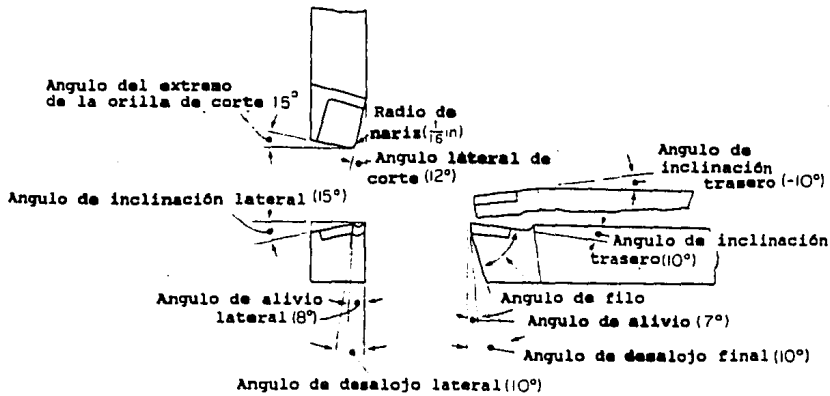 Angulo del extremo
de la orilla de corte 15°
Radio de
nariz (1/16 in)
Angulo lateral de
corte (12°)
Angulo de
inclinación
trasero (-10°)
Angulo de inclinación lateral (15°)
Angulo de inclinación
trasero (10°)
Angulo de alivio
lateral (8°)
Angulo de filo
Angulo de alivio (7°)
Angulo de desalojo final (10°)
Angulo de desalojo lateral (10°)